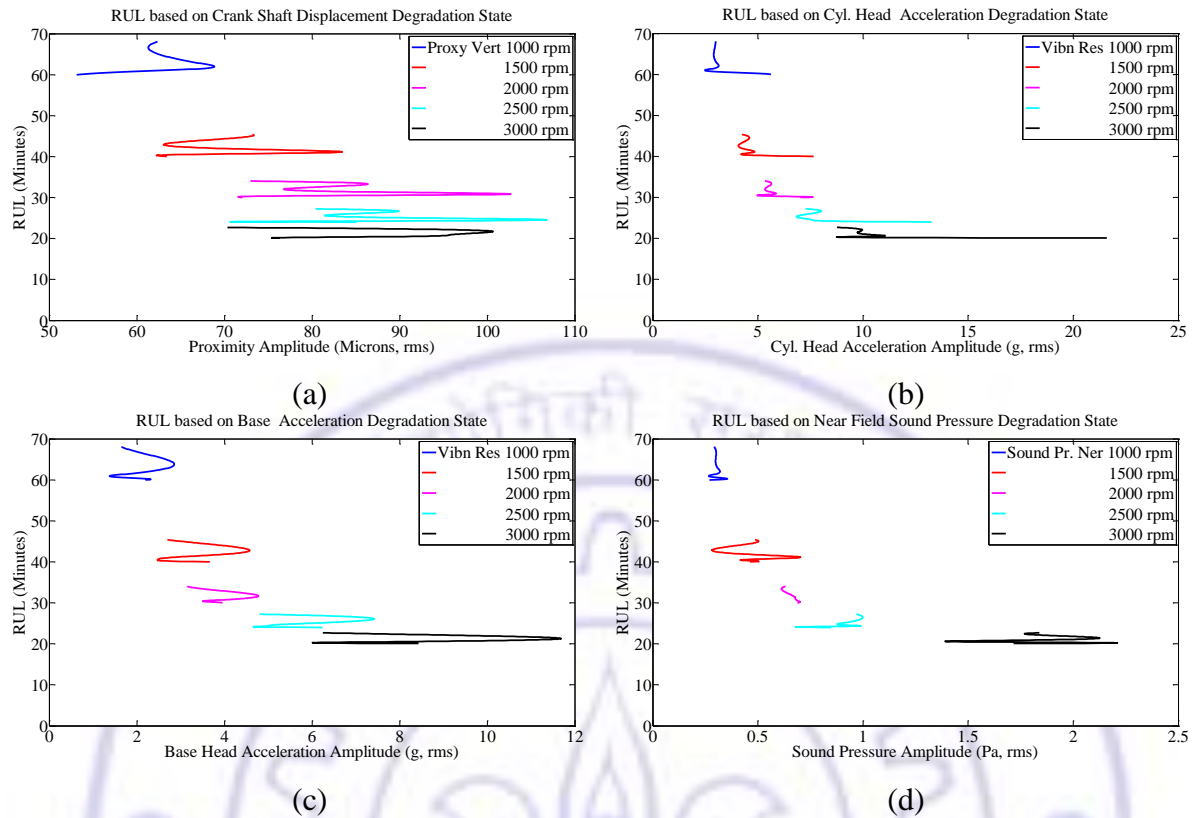 RUL based on Crank Shaft Displacement Degradation State
70
60
50
40
30
20
10
0
RUL (Minutes)
Proxy Vert 1000 rpm
1500 rpm
2000 rpm
2500 rpm
3000 rpm
50 60 70 80 90 100 110
Proximity Amplitude (Microns, rms)
(a)
RUL based on Cyl. Head Acceleration Degradation State
70
60
50
40
30
20
10
0
RUL (Minutes)
Vibn Res 1000 rpm
1500 rpm
2000 rpm
2500 rpm
3000 rpm
0 5 10 15 20 25
Cyl. Head Acceleration Amplitude (g, rms)
(b)
RUL based on Base Acceleration Degradation State
70
60
50
40
30
20
10
0
RUL (Minutes)
Vibn Res 1000 rpm
1500 rpm
2000 rpm
2500 rpm
3000 rpm
0 2 4 6 8 10 12
Base Head Acceleration Amplitude (g, rms)
(c)
RUL based on Near Field Sound Pressure Degradation State
70
60
50
40
30
20
10
0
RUL (Minutes)
Sound Pr. Ner 1000 rpm
1500 rpm
2000 rpm
2500 rpm
3000 rpm
0 0.5 1 1.5 2 2.5
Sound Pressure Amplitude (Pa, rms)
(d)